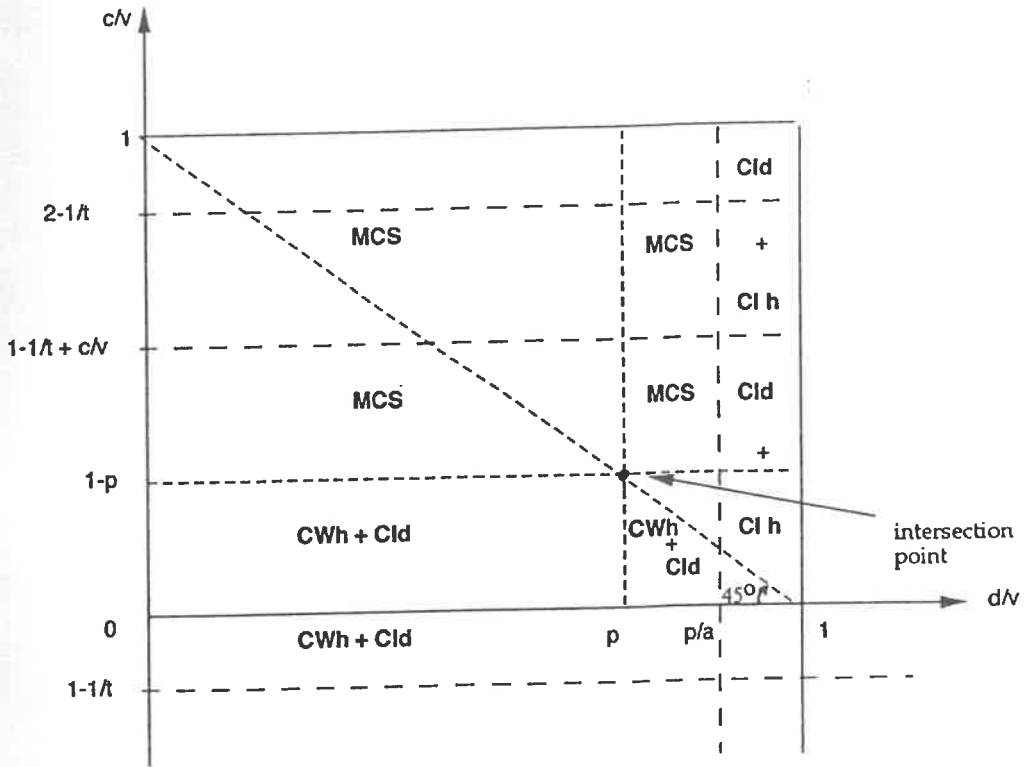 c/v
1
Cld
2-1/t
MCS
MCS
+
Cl h
1-1/t + c/v
MCS
MCS
Cld
+
1-p
CWh + Cld
CWh
+
Cld
Cl h
intersection
point
45°
d/v
0
CWh + Cld
p
p/a
1
1-1/t